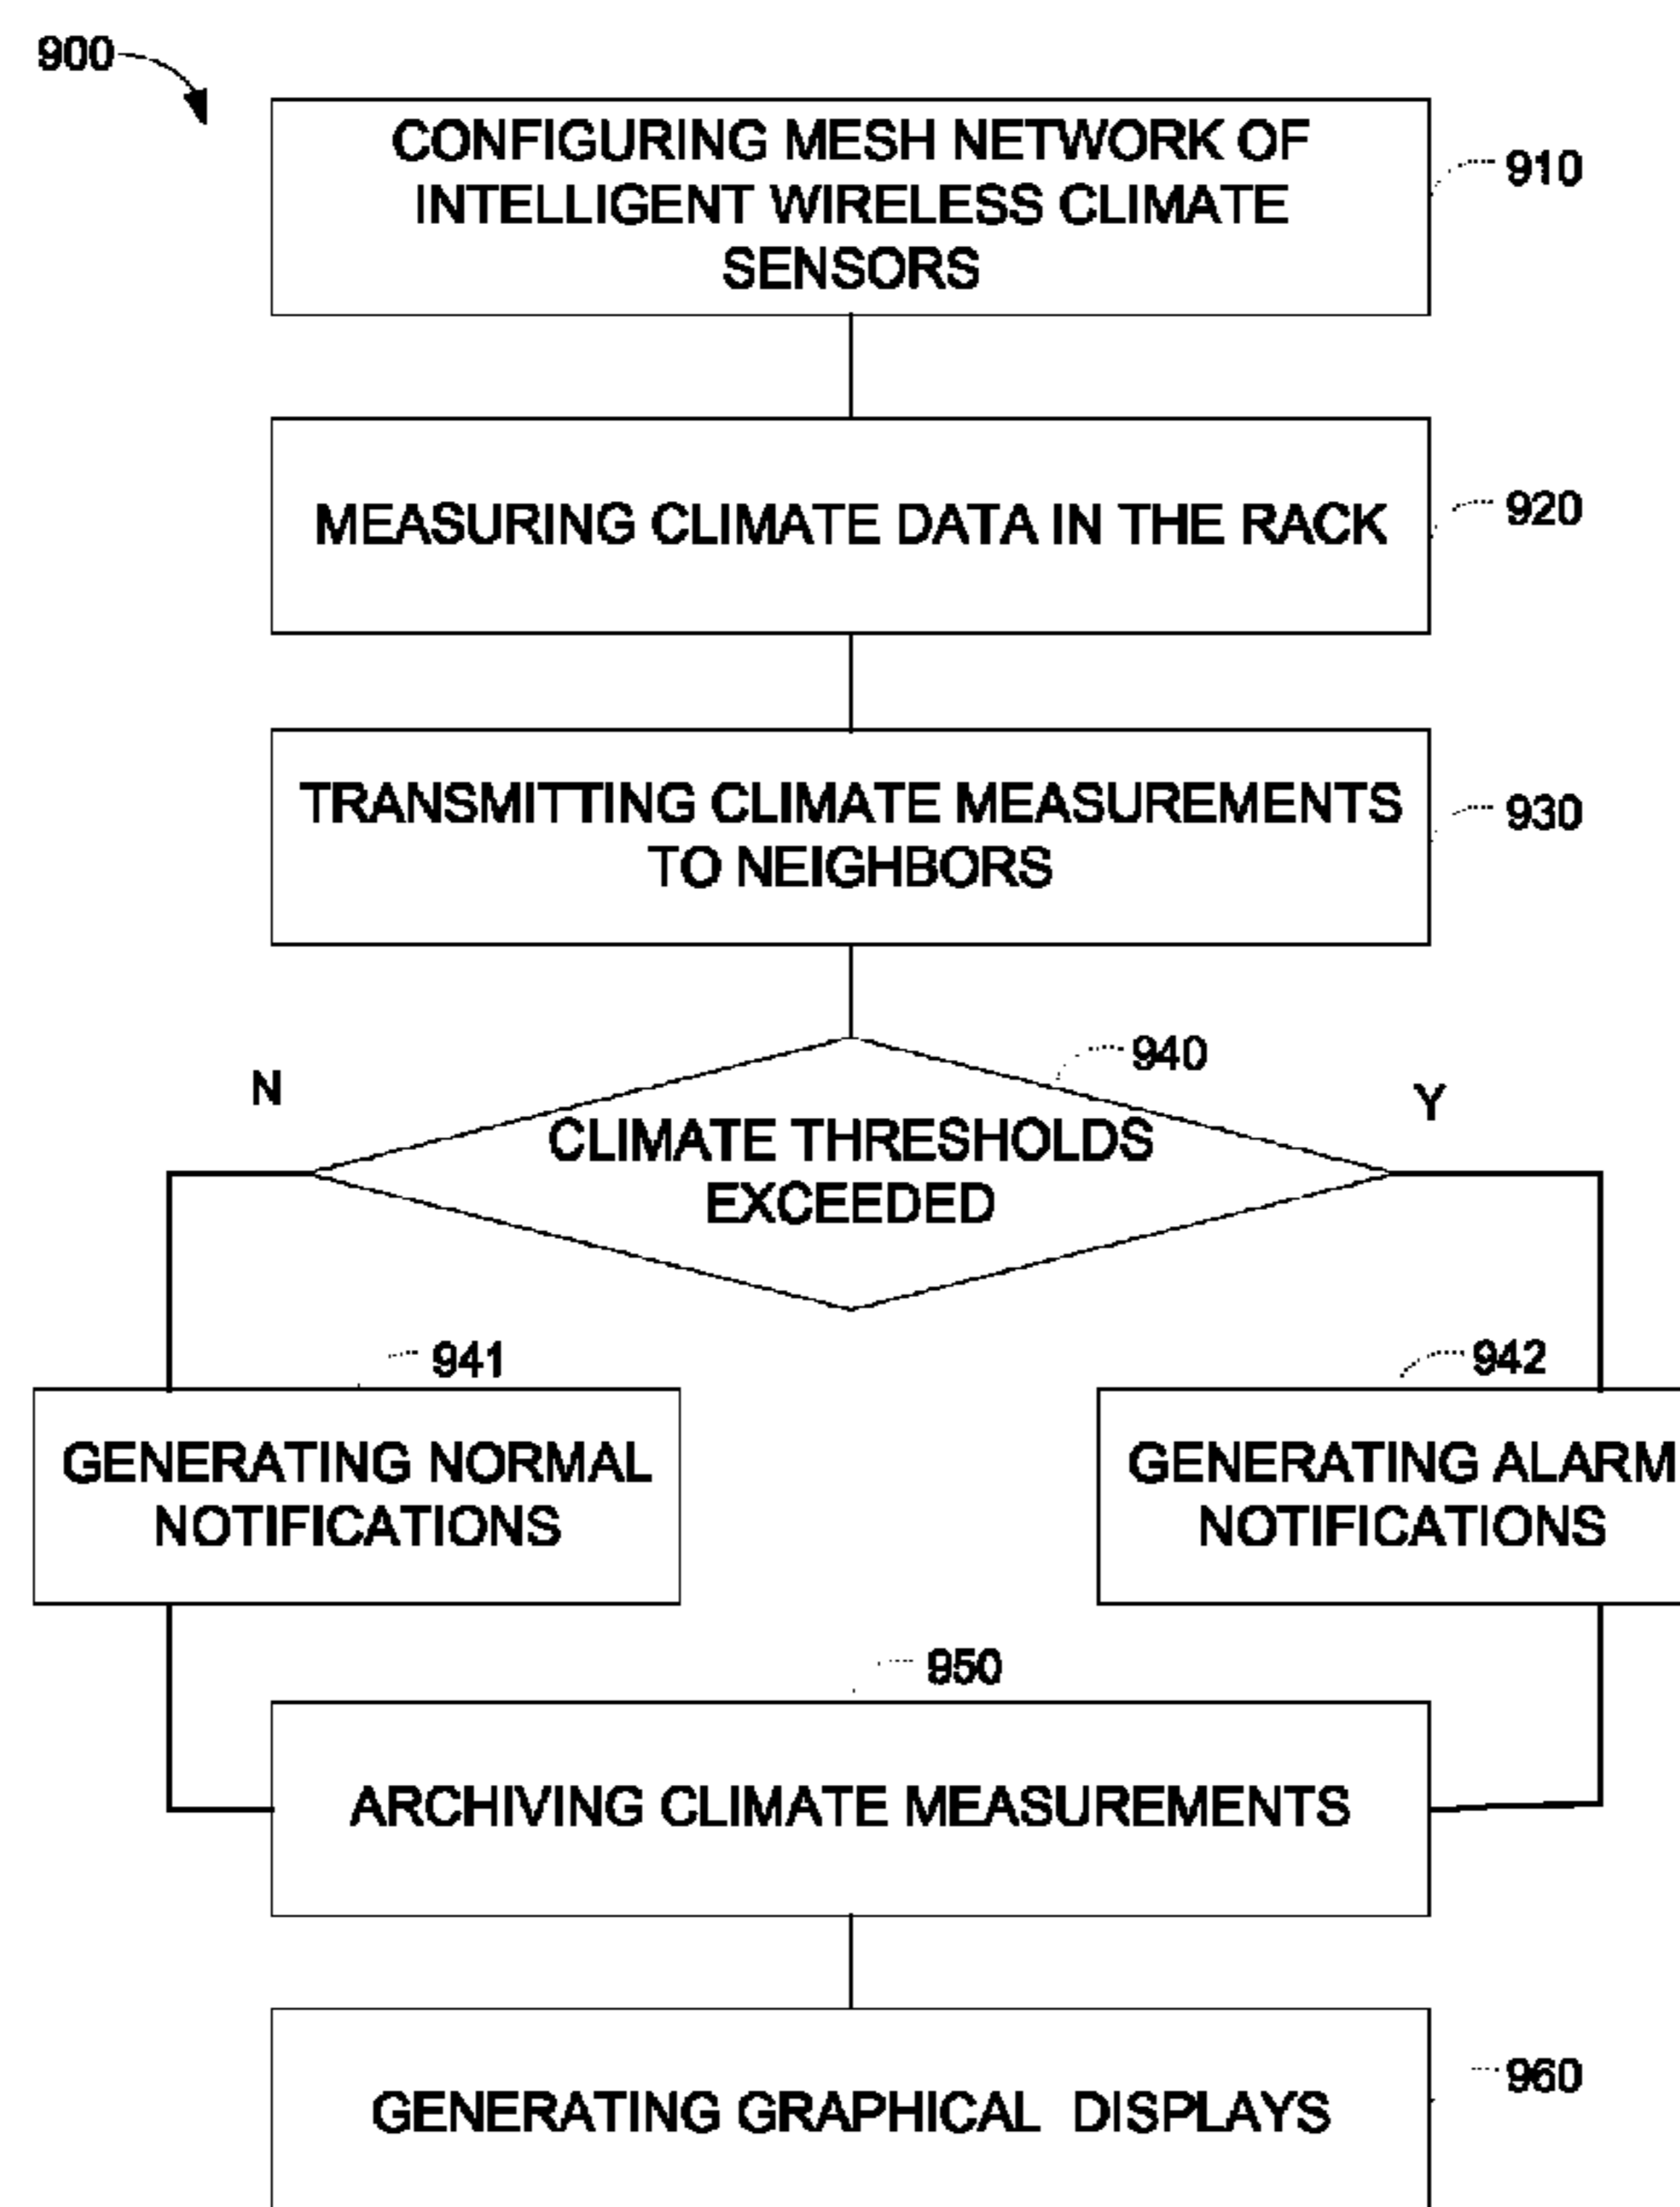 900
CONFIGURING MESH NETWORK OF
INTELLIGENT WIRELESS CLIMATE
SENSORS
910
MEASURING CLIMATE DATA IN THE RACK
920
TRANSMITTING CLIMATE MEASUREMENTS
TO NEIGHBORS
930
940
N
Y
CLIMATE THRESHOLDS
EXCEEDED
941
942
GENERATING NORMAL
NOTIFICATIONS
GENERATING ALARM
NOTIFICATIONS
950
ARCHIVING CLIMATE MEASUREMENTS
960
GENERATING GRAPHICAL DISPLAYS